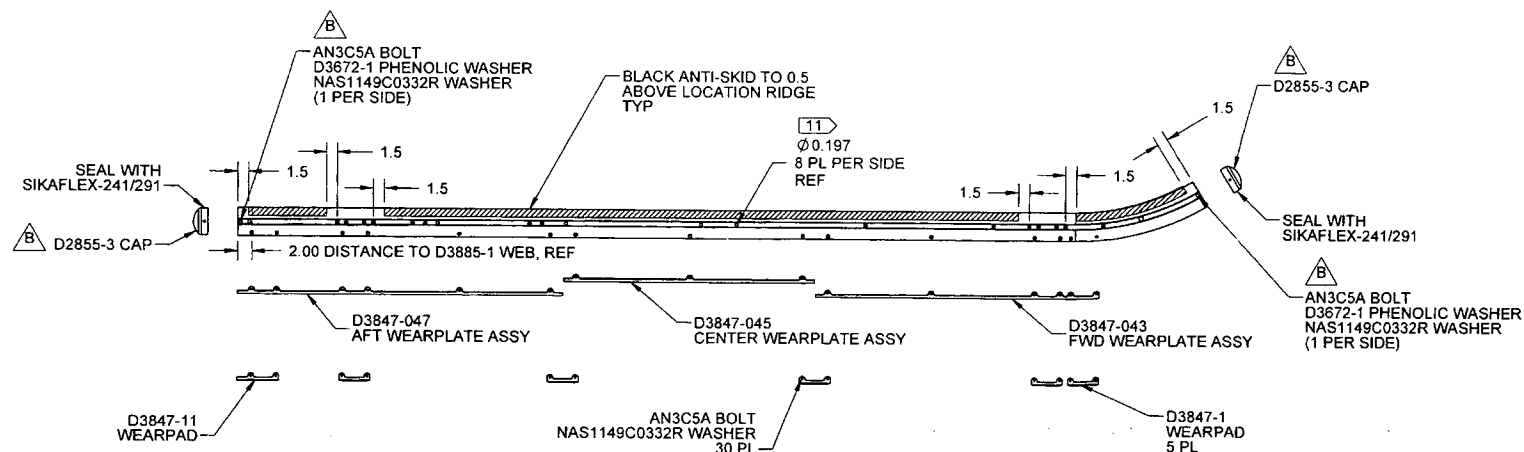 B
AN3C5A BOLT
D3672-1 PHENOLIC WASHER
NAS1149C0332R WASHER
(1 PER SIDE)
BLACK ANTI-SKID TO 0.5
ABOVE LOCATION RIDGE
TYP
11
Ø0.197
8 PL PER SIDE
REF
B
D2855-3 CAP
1.5
1.5
1.5
1.5
1.5
1.5
SEAL WITH
SIKAFLEX-241/291
B
D2855-3 CAP
2.00 DISTANCE TO D3885-1 WEB, REF
SEAL WITH
SIKAFLEX-241/291
B
AN3C5A BOLT
D3672-1 PHENOLIC WASHER
NAS1149C0332R WASHER
(1 PER SIDE)
D3847-047
AFT WEARPLATE ASSY
D3847-045
CENTER WEARPLATE ASSY
D3847-043
FWD WEARPLATE ASSY
D3847-11
WEARPAD
AN3C5A BOLT
NAS1149C0332R WASHER
30 PL
D3847-1
WEARPAD
5 PL